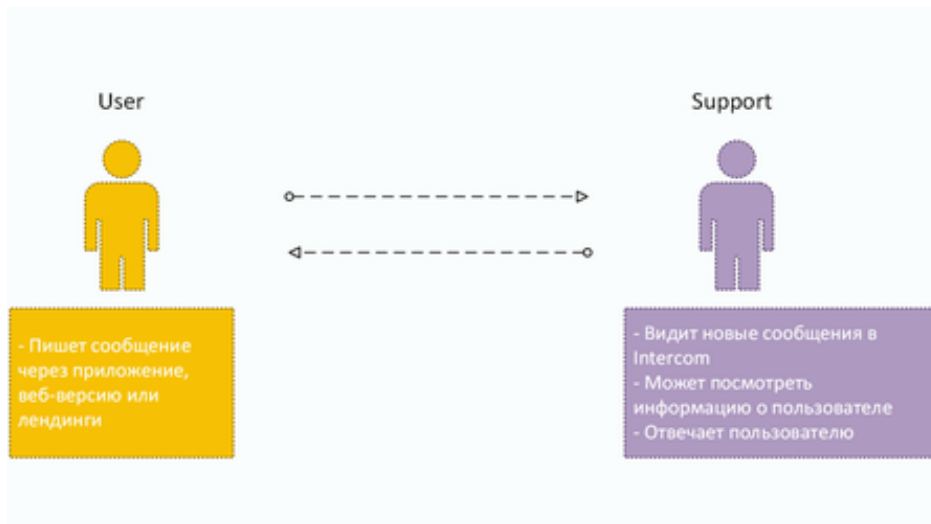 User
Support
- Пишет сообщение
через приложение,
веб-версию или
лендинги
- Видит новые сообщения в
Intercom
- Может посмотреть
информацию о пользователе
- Отвечает пользователю